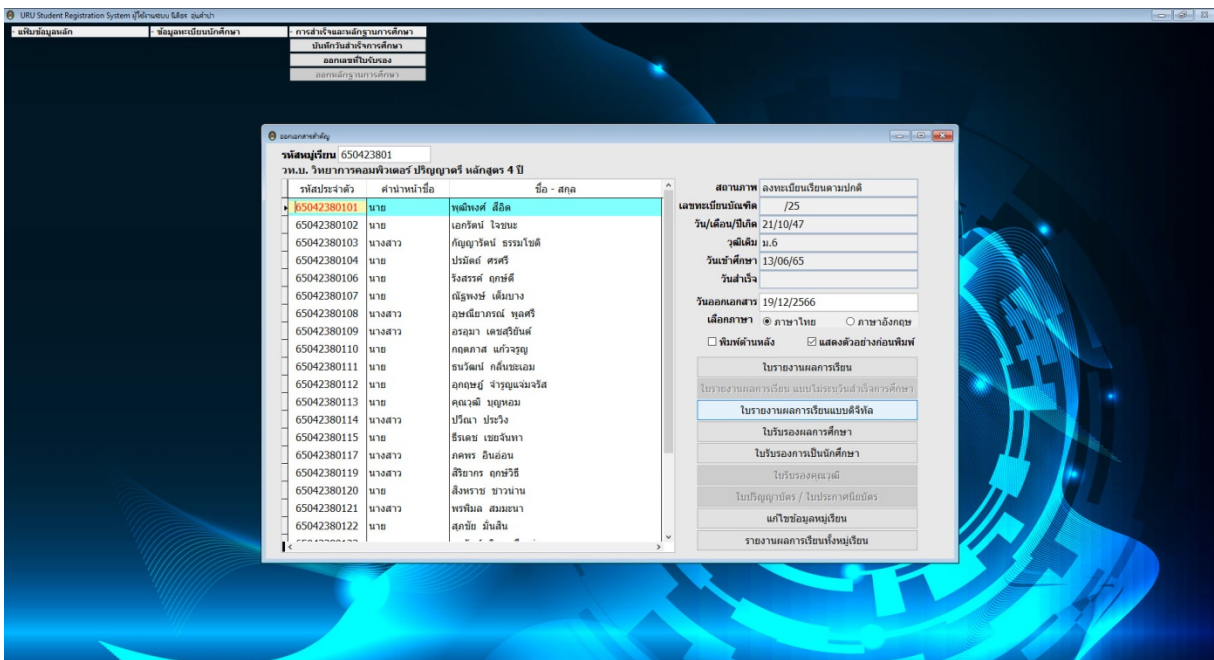 URU Student Registration System ผู้ใช้งานระบบ
- แฟ้มข้อมูลหลัก
- ข้อมูลทะเบียนนักศึกษา
- การสำเร็จและหลักฐานการศึกษา
บันทึกวันสำเร็จการศึกษา
ออกเลขที่ใบรับรอง
ออกหลักฐานการศึกษา
ออกเอกสารสำคัญ
รหัสหมู่เรียน 650423801
วท.บ. วิทยาการคอมพิวเตอร์ ปริญญาตรี หลักสูตร 4 ปี
รหัสประจำตัว คำนำหน้าชื่อ ชื่อ - สกุล
65042380101 นาย พุฒิพงศ์ สีอิด
65042380102 นาย เอกรัตน์ ใจชนะ
65042380103 นางสาว กัญญารัตน์ ธรรมโชติ
65042380104 นาย ปรมัตถ์ ศรศรี
65042380106 นาย รังสรรค์ ฤกษ์ดี
65042380107 นาย ณัฐพงษ์ เต็มบาง
65042380108 นางสาว พูลศรี
65042380109 นางสาว อรอุมา เดชสุริยันต์
65042380110 นาย กฤตภาส แก้วจรูญ
65042380111 นาย ธนวัฒน์ กลิ่นชะเอม
65042380112 นาย อุกฤษฎ์ จำรูญแจ่มจรัส
65042380113 นาย คุณวุฒิ บุญหอม
65042380114 นางสาว ปวีณา ประวิง
65042380115 นาย ธีรเดช เชยจันทา
65042380117 นางสาว ภคพร อินอ่อน
65042380119 นางสาว สิริยากร ฤกษ์วิธี
65042380120 นาย สิงหราช ชาวน่าน
65042380121 นางสาว พรพิมล สมมะนา
65042380122 นาย สุภชัย มั่นสิน
สถานภาพ ลงทะเบียนเรียนตามปกติ
เลขทะเบียนบัณฑิต /25
วัน/เดือน/ปีเกิด 21/10/47
วุฒิเดิม ม.6
วันเข้าศึกษา 13/06/65
วันสำเร็จ
วันออกเอกสาร 19/12/2566
เลือกภาษา ภาษาไทย ภาษาอังกฤษ
พิมพ์ด้านหลัง แสดงตัวอย่างก่อนพิมพ์
ใบรายงานผลการเรียน
ใบรายงานผลการเรียน แบบไม่ระบุวันสำเร็จการศึกษา
ใบรายงานผลการเรียนแบบดิจิทัล
ใบรับรองผลการศึกษา
ใบรับรองการเป็นนักศึกษา
ใบรับรองคุณวุฒิ
ใบปริญญาบัตร / ใบประกาศนียบัตร
แก้ไขข้อมูลหมู่เรียน
รายงานผลการเรียนทั้งหมู่เรียน